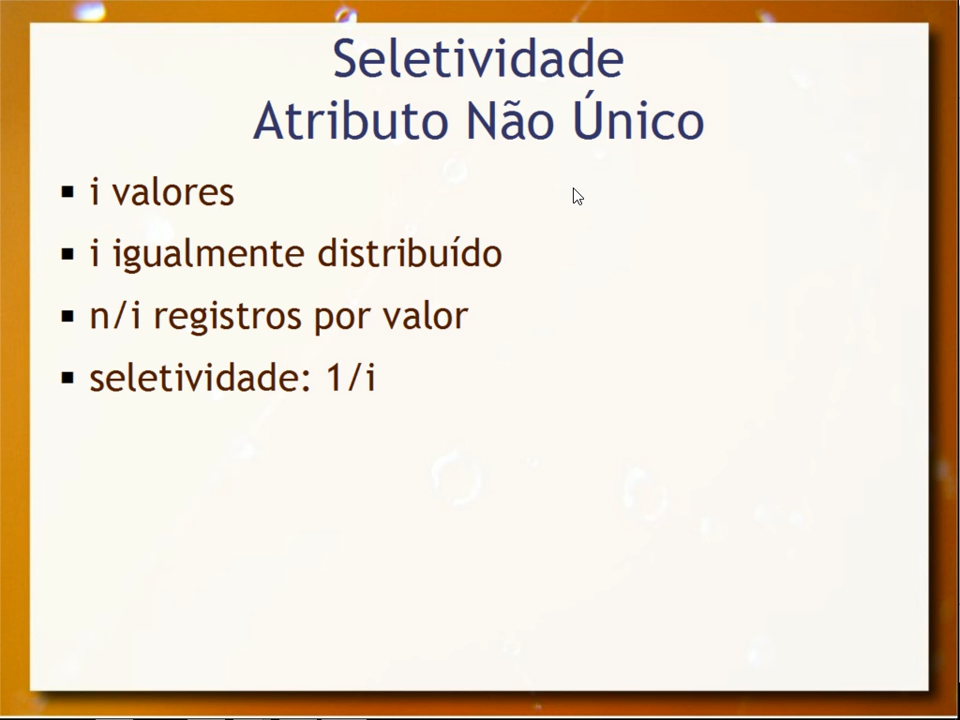 Seletividade
Atributo Não Único
▪ i valores
▪ i igualmente distribuído
▪ n/i registros por valor
▪ seletividade: 1/i